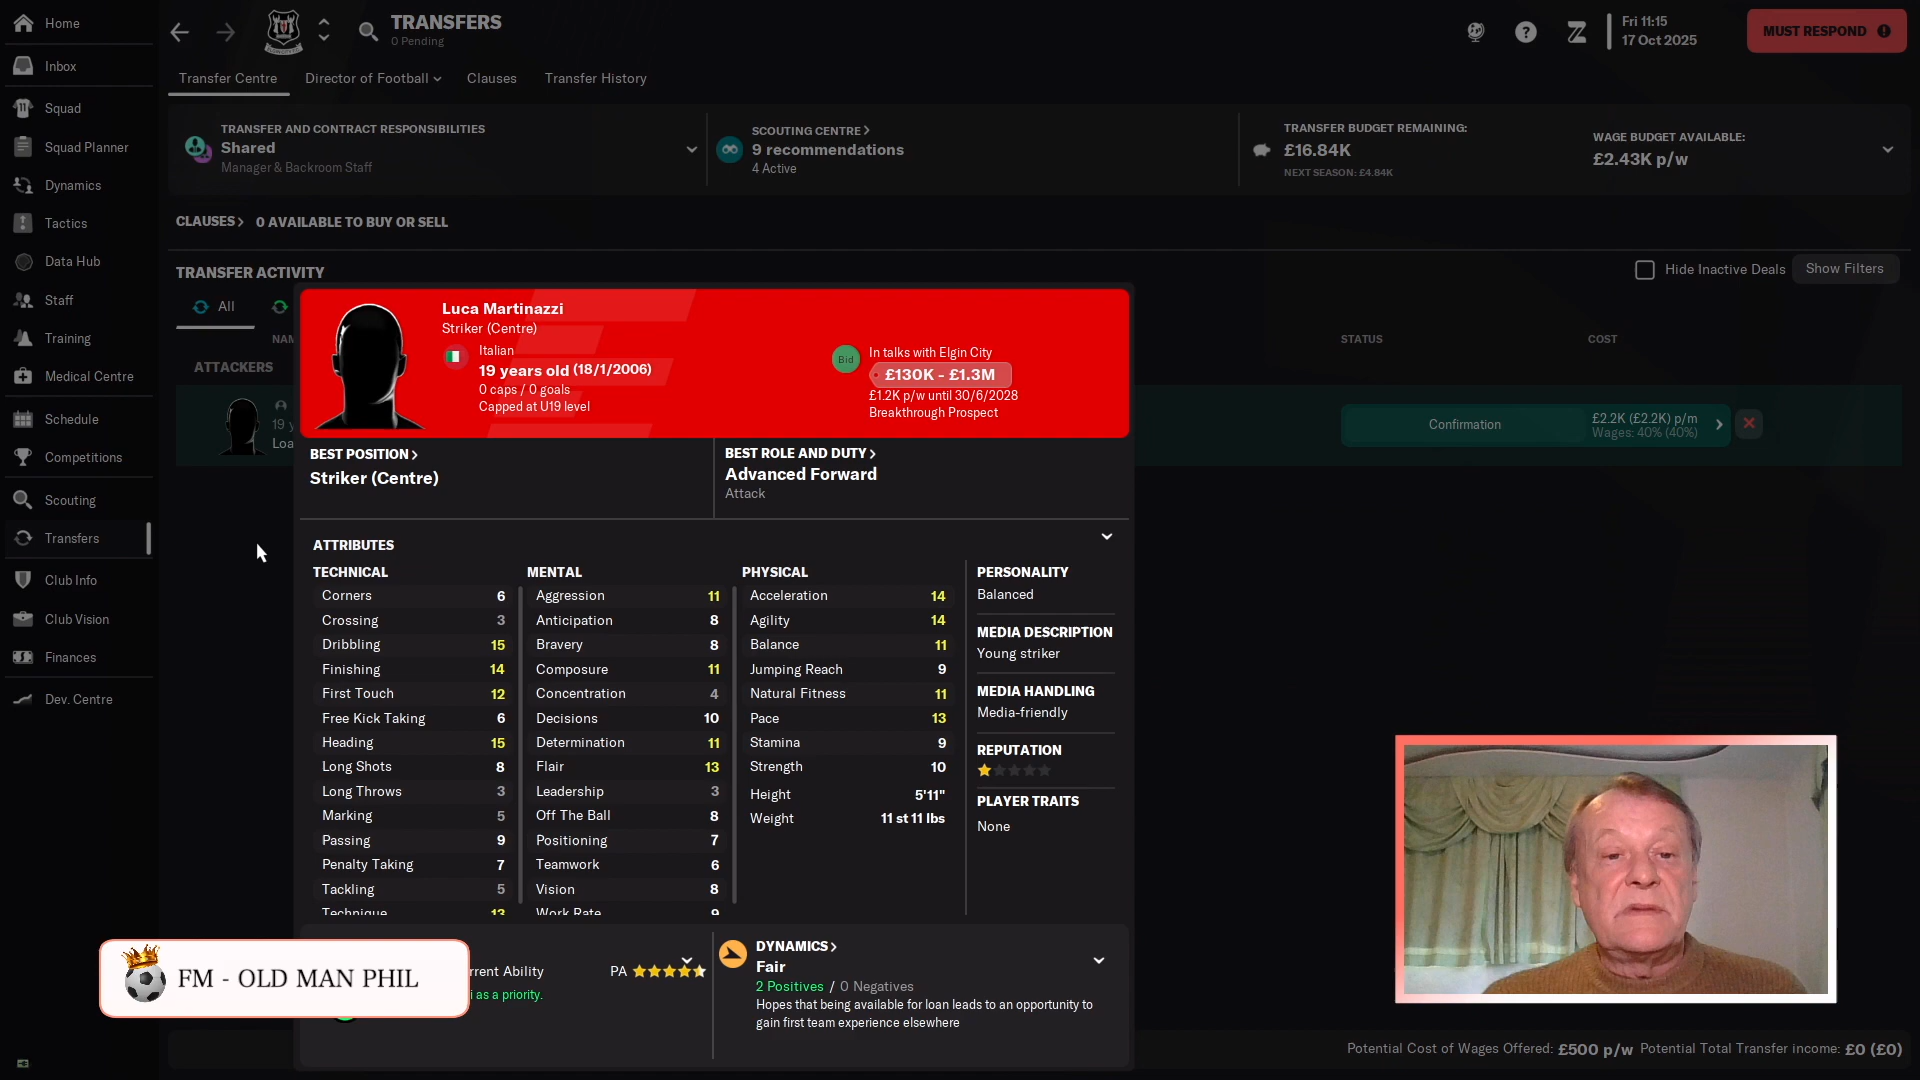 Home
Inbox
Squad
Squad Planner
Dynamics
Tactics
Data Hub
Staff
Training
Medical Centre
Schedule
Competitions
Scouting
Transfers
Club Info
Club Vision
Finances
Dev. Centre
TRANSFERS
0 Pending
Fri 11:15
17 Oct 2025
MUST RESPOND
Transfer Centre
Director of Football
Clauses
Transfer History
TRANSFER AND CONTRACT RESPONSIBILITIES
Shared
Manager & Backroom Staff
SCOUTING CENTRE >
9 recommendations
4 Active
TRANSFER BUDGET REMAINING:
£16.84K
NEXT SEASON: £4.84K
WAGE BUDGET AVAILABLE:
£2.43K p/w
CLAUSES > 0 AVAILABLE TO BUY OR SELL
TRANSFER ACTIVITY
Hide Inactive Deals
Show Filters
All
STATUS
COST
ATTACKERS
Confirmation
£2.2K (£2.2K) p/m
Wages: 40% (40%)
Luca Martinazzi
Striker (Centre)
Italian
19 years old (18/1/2006)
0 caps / 0 goals
Capped at U19 level
Bid
In talks with Elgin City
£130K - £1.3M
£1.2K p/w until 30/6/2028
Breakthrough Prospect
BEST POSITION >
Striker (Centre)
BEST ROLE AND DUTY >
Advanced Forward
Attack
ATTRIBUTES
TECHNICAL
Corners 6
Crossing 3
Dribbling 15
Finishing 14
First Touch 12
Free Kick Taking 6
Heading 15
Long Shots 8
Long Throws 3
Marking 5
Passing 9
Penalty Taking 7
Tackling 5
Technique 13
MENTAL
Aggression 11
Anticipation 8
Bravery 8
Composure 11
Concentration 4
Decisions 10
Determination 11
Flair 13
Leadership 3
Off The Ball 8
Positioning 7
Teamwork 6
Vision 8
Work Rate 9
PHYSICAL
Acceleration 14
Agility 14
Balance 11
Jumping Reach 9
Natural Fitness 11
Pace 13
Stamina 9
Strength 10
Height 5'11"
Weight 11 st 11 lbs
PERSONALITY
Balanced
MEDIA DESCRIPTION
Young striker
MEDIA HANDLING
Media-friendly
REPUTATION
PLAYER TRAITS
None
FM - OLD MAN PHIL
rrent Ability
PA
i as a priority.
DYNAMICS >
Fair
2 Positives / 0 Negatives
Hopes that being available for loan leads to an opportunity to
gain first team experience elsewhere
Potential Cost of Wages Offered: £500 p/w Potential Total Transfer income: £0 (£0)